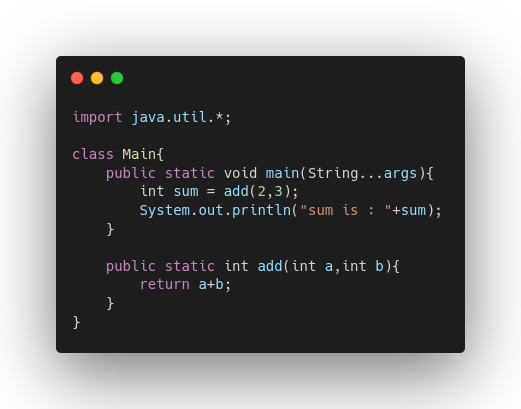 import java.util.*;

class Main{
    public static void main(String...args){
        int sum = add(2,3);
        System.out.println("sum is : "+sum);
    }

    public static int add(int a,int b){
        return a+b;
    }
}